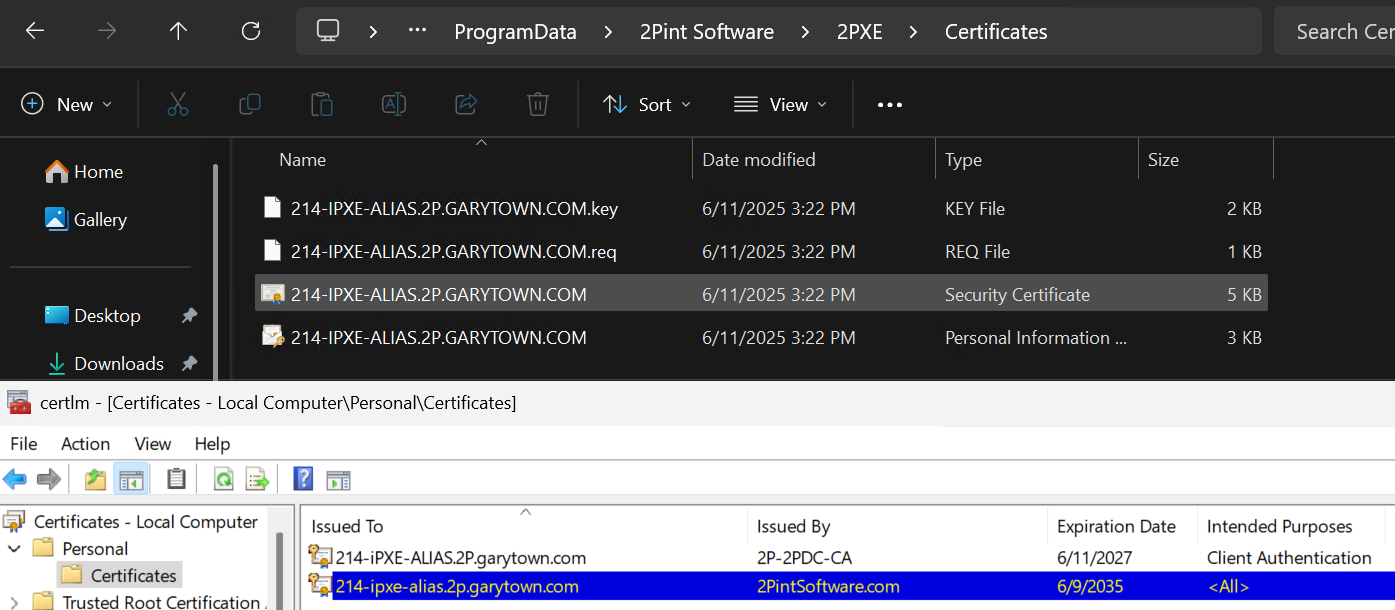 ProgramData > 2Pint Software > 2PXE > Certificates Search Cer
New Sort View
Home
Gallery
Desktop
Downloads
Name Date modified Type Size
214-IPXE-ALIAS.2P.GARYTOWN.COM.key 6/11/2025 3:22 PM KEY File 2 KB
214-IPXE-ALIAS.2P.GARYTOWN.COM.req 6/11/2025 3:22 PM REQ File 1 KB
214-IPXE-ALIAS.2P.GARYTOWN.COM 6/11/2025 3:22 PM Security Certificate 5 KB
214-IPXE-ALIAS.2P.GARYTOWN.COM 6/11/2025 3:22 PM Personal Information ... 3 KB
certlm - [Certificates - Local Computer\Personal\Certificates]
File Action View Help
Certificates - Local Computer
Personal
Certificates
Trusted Root Certification
Issued To Issued By Expiration Date Intended Purposes
214-iPXE-ALIAS.2P.garytown.com 2P-2PDC-CA 6/11/2027 Client Authentication
214-ipxe-alias.2p.garytown.com 2PintSoftware.com 6/9/2035 <All>